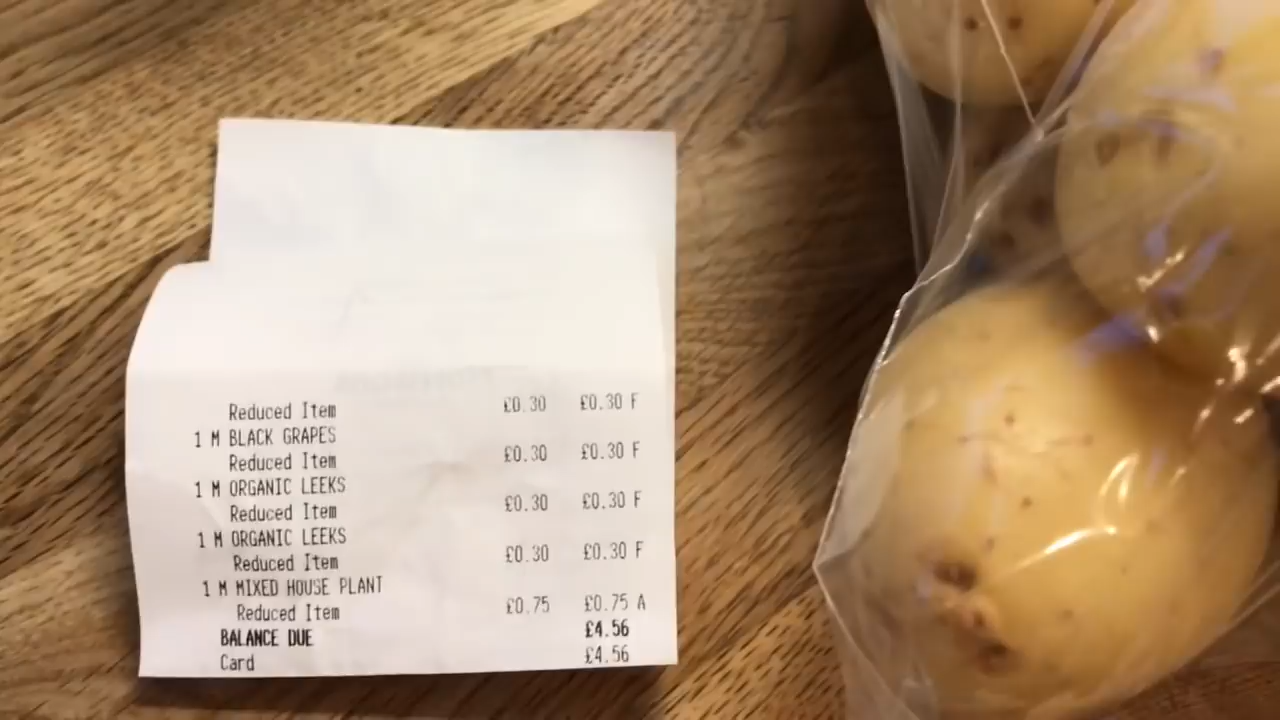 Reduced Item £0.30 £0.30 F
1 M BLACK GRAPES
Reduced Item £0.30 £0.30 F
1 M ORGANIC LEEKS
Reduced Item £0.30 £0.30 F
1 M ORGANIC LEEKS
Reduced Item £0.30 £0.30 F
1 M MIXED HOUSE PLANT
Reduced Item £0.75 £0.75 A
BALANCE DUE £4.56
Card £4.56